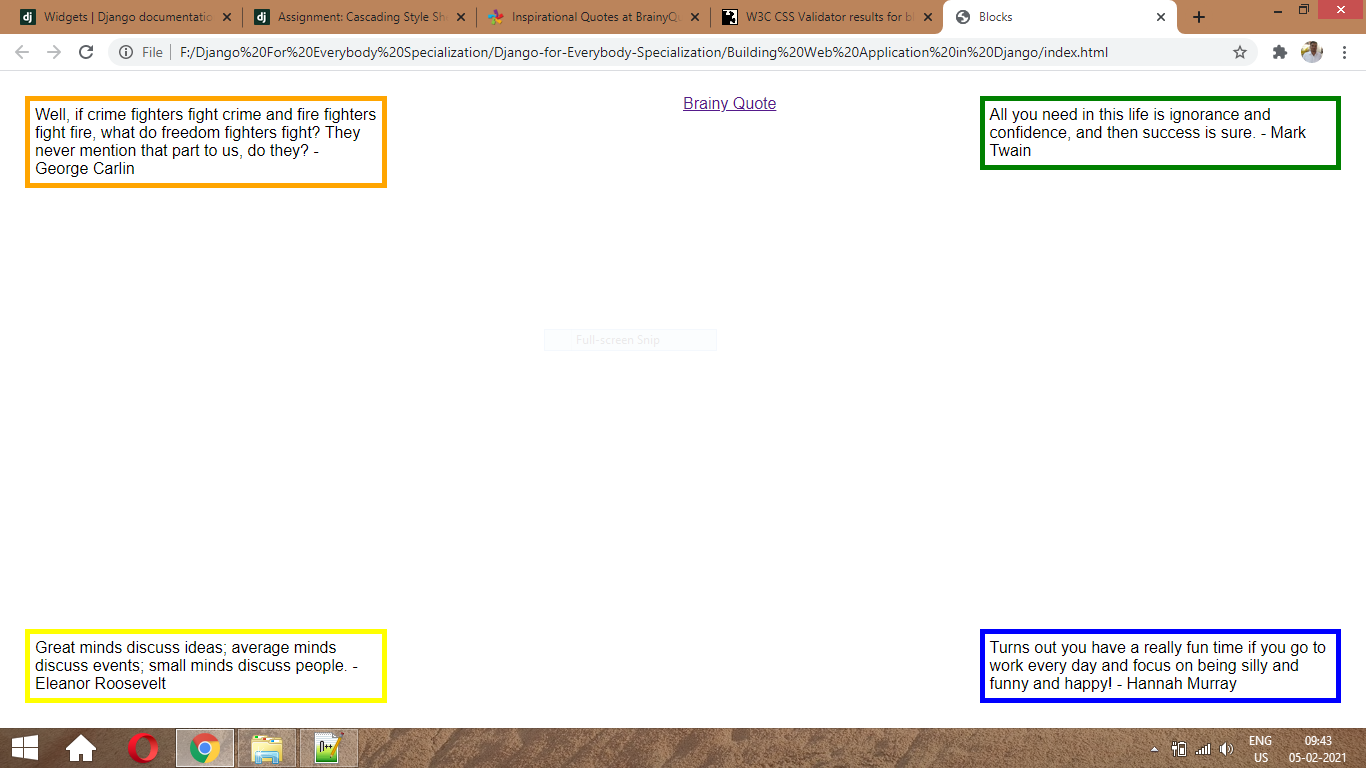 Widgets | Django documentatio
Assignment: Cascading Style Sh
Inspirational Quotes at BrainyQu
W3C CSS Validator results for bl
Blocks
File
F:/Django%20For%20Everybody%20Specialization/Django-for-Everybody-Specialization/Building%20Web%20Application%20in%20Django/index.html
Well, if crime fighters fight crime and fire fighters
fight fire, what do freedom fighters fight? They
never mention that part to us, do they? -
George Carlin
Brainy Quote
All you need in this life is ignorance and
confidence, and then success is sure. - Mark
Twain
Full-screen Snip
Great minds discuss ideas; average minds
discuss events; small minds discuss people. -
Eleanor Roosevelt
Turns out you have a really fun time if you go to
work every day and focus on being silly and
funny and happy! - Hannah Murray
ENG
US
09:43
05-02-2021